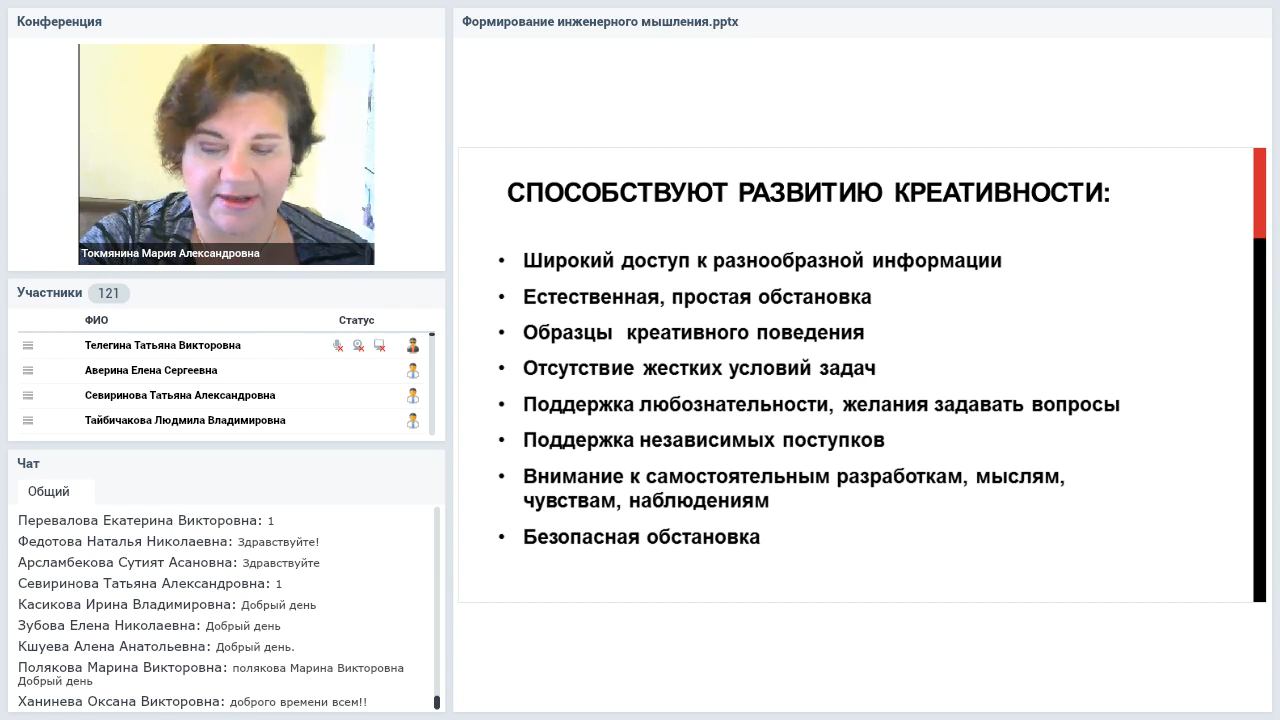 Конференция
Токмянина Мария Александровна
Участники 121
ФИО Статус
Телегина Татьяна Викторовна
Аверина Елена Сергеевна
Севиринова Татьяна Александровна
Тайбичакова Людмила Владимировна
Чат
Общий
Перевалова Екатерина Викторовна: 1
Федотова Наталья Николаевна: Здравствуйте!
Арсламбекова Сутият Асановна: Здравствуйте
Севиринова Татьяна Александровна: 1
Касикова Ирина Владимировна: Добрый день
Зубова Елена Николаевна: Добрый день
Кшуева Алена Анатольевна: Добрый день.
Полякова Марина Викторовна: полякова Марина Викторовна
Добрый день
Ханинева Оксана Викторовна: доброго времени всем!!
Формирование инженерного мышления.pptx
СПОСОБСТВУЮТ РАЗВИТИЮ КРЕАТИВНОСТИ:
• Широкий доступ к разнообразной информации
• Естественная, простая обстановка
• Образцы креативного поведения
• Отсутствие жестких условий задач
• Поддержка любознательности, желания задавать вопросы
• Поддержка независимых поступков
• Внимание к самостоятельным разработкам, мыслям,
чувствам, наблюдениям
• Безопасная обстановка